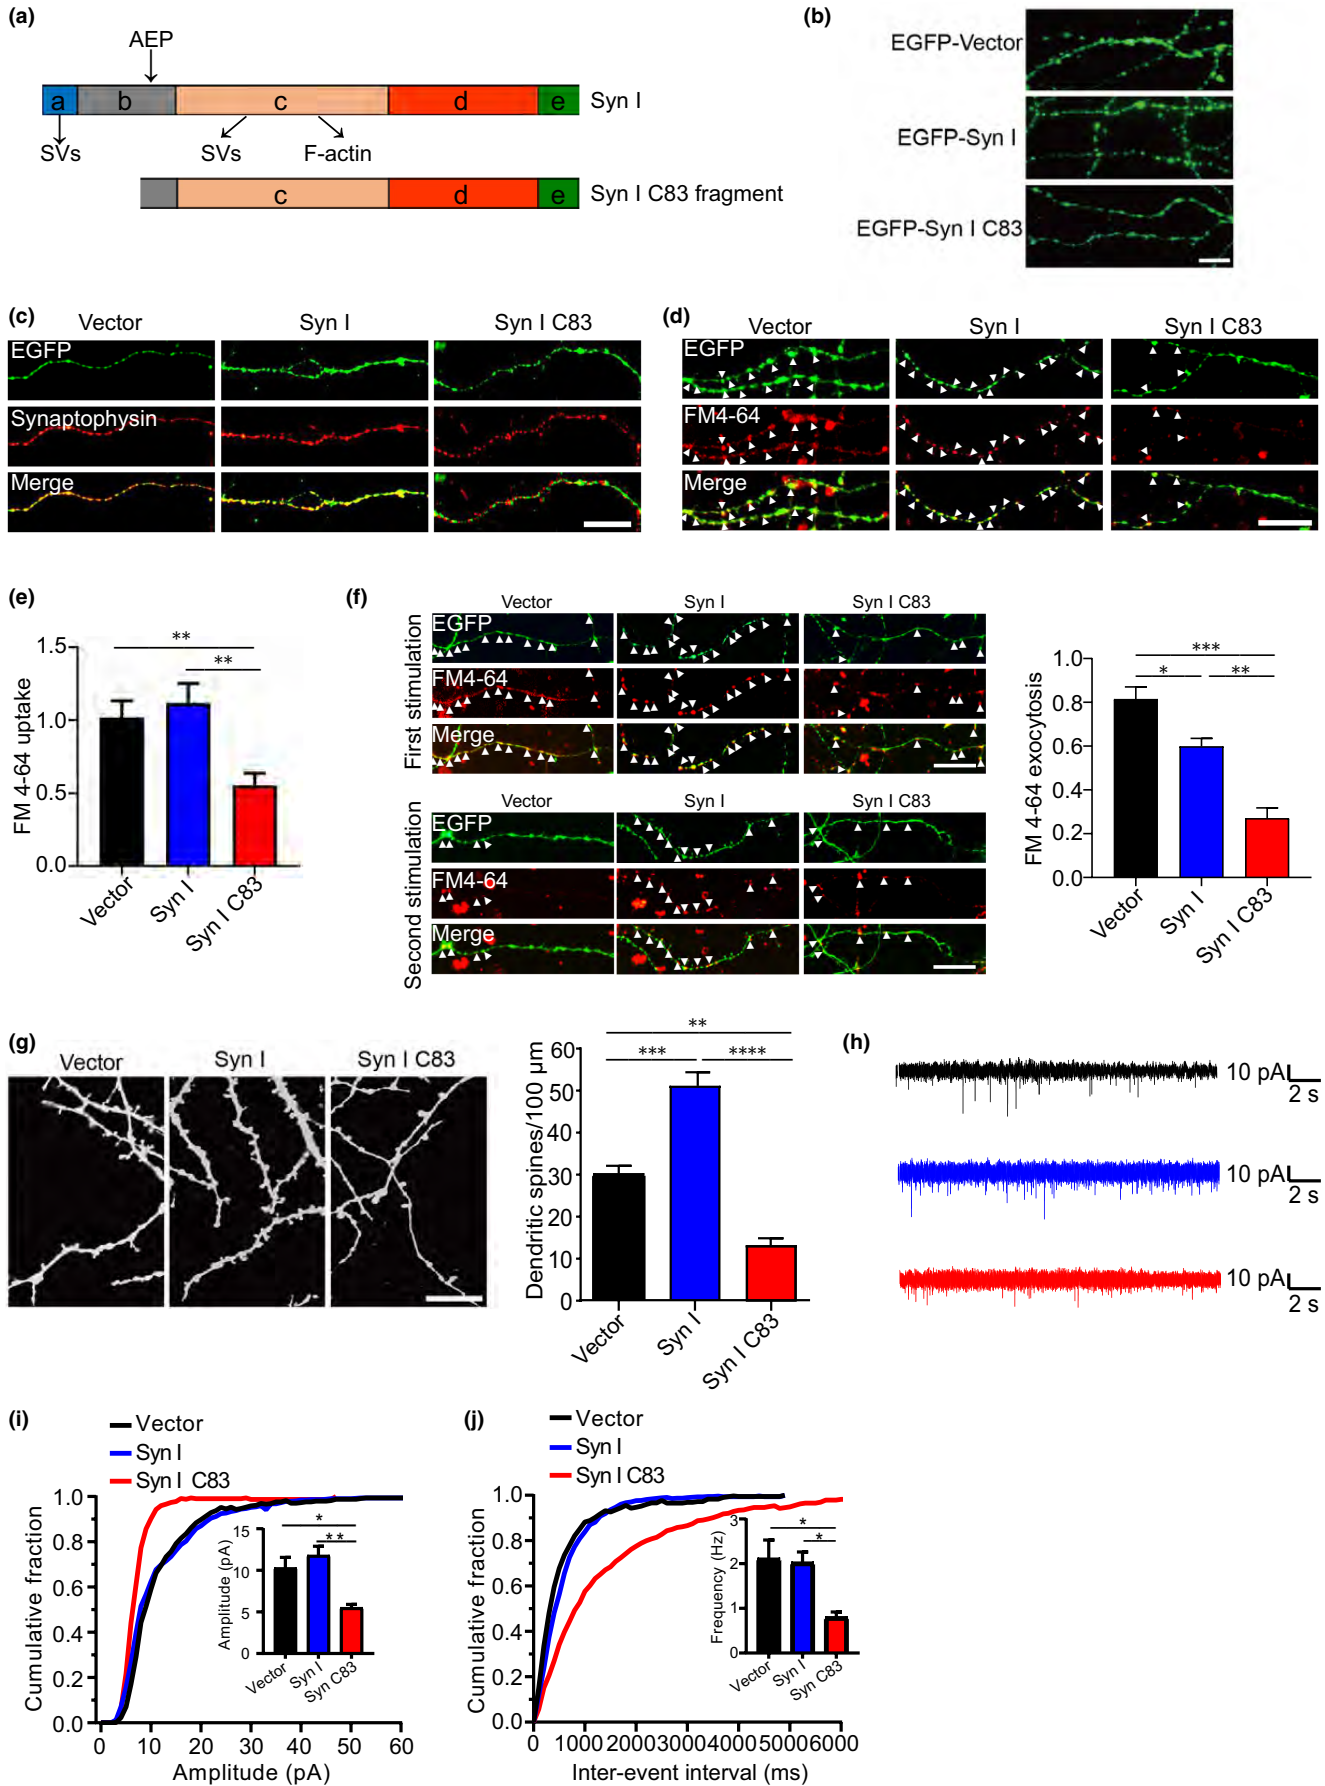 (a)
AEP
a b c d e Syn I
SVs SVs F-actin
c d e Syn I C83 fragment
(b)
EGFP-Vector
EGFP-Syn I
EGFP-Syn I C83
(c)
Vector Syn I Syn I C83
EGFP
Synaptophysin
Merge
(d)
Vector Syn I Syn I C83
EGFP
FM4-64
Merge
(e)
FM 4-64 uptake
1.5
1.0
0.5
0.0
**
**
Vector Syn I Syn I C83
(f)
First stimulation
Vector Syn I Syn I C83
EGFP
FM4-64
Merge
Second stimulation
Vector Syn I Syn I C83
EGFP
FM4-64
Merge
FM 4-64 exocytosis
1.0
0.8
0.6
0.4
0.2
0.0
***
* **
Vector Syn I Syn I C83
(g)
Vector Syn I Syn I C83
Dendritic spines/100 μm
60
50
40
30
20
10
0
**
*** ****
Vector Syn I Syn I C83
(h)
10 pA
2 s
10 pA
2 s
10 pA
2 s
(i)
Vector
Syn I
Syn I C83
Cumulative fraction
1.0
0.8
0.6
0.4
0.2
0.0
0 10 20 30 40 50 60
Amplitude (pA)
Amplitude (pA)
15
10
5
0
*
**
Vector Syn I Syn C83
(j)
Vector
Syn I
Syn I C83
Cumulative fraction
1.0
0.8
0.6
0.4
0.2
0.0
0 1000 2000 3000 4000 5000 6000
Inter-event interval (ms)
Frequency (Hz)
3
2
1
0
*
*
Vector Syn I Syn C83